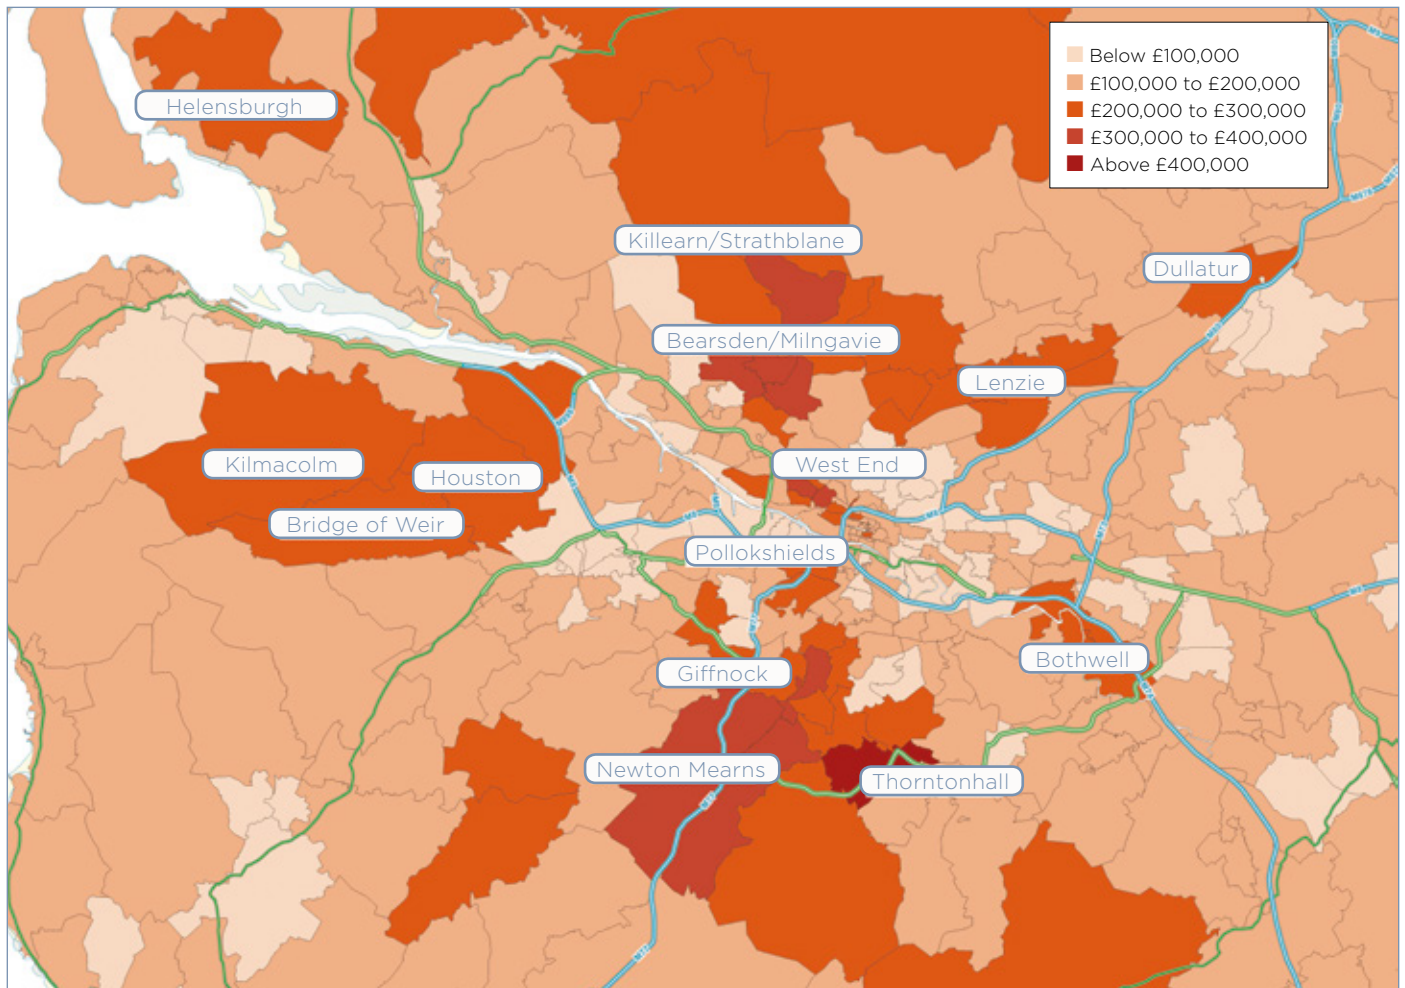 Below £100,000
£100,000 to £200,000
£200,000 to £300,000
£300,000 to £400,000
Above £400,000
Helensburgh
Killearn/Strathblane
Dullatur
Bearsden/Milngavie
Lenzie
Kilmacolm
West End
Houston
Bridge of Weir
Pollokshields
Bothwell
Giffnock
Newton Mearns
Thorntonhall